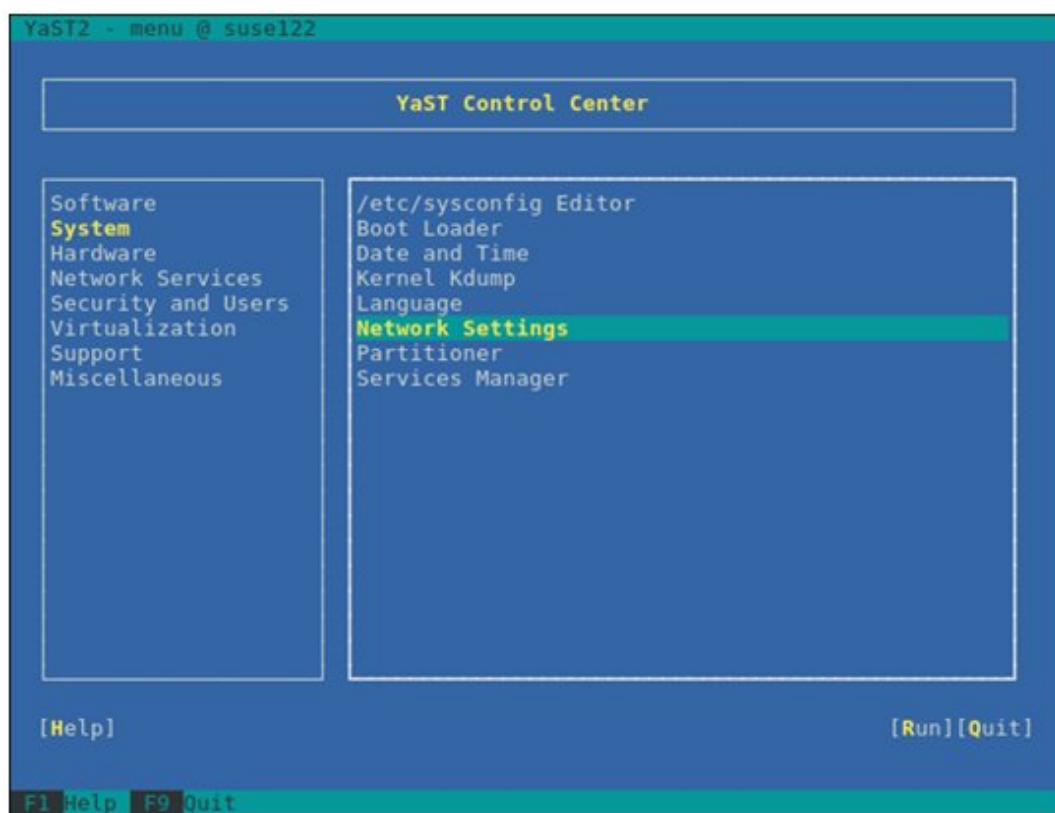 YaST2 - menu @ suse122
YaST Control Center
Software
System
Hardware
Network Services
Security and Users
Virtualization
Support
Miscellaneous
/etc/sysconfig Editor
Boot Loader
Date and Time
Kernel Kdump
Language
Network Settings
Partitioner
Services Manager
[Help] [Run][Quit]
F1 Help F9 Quit